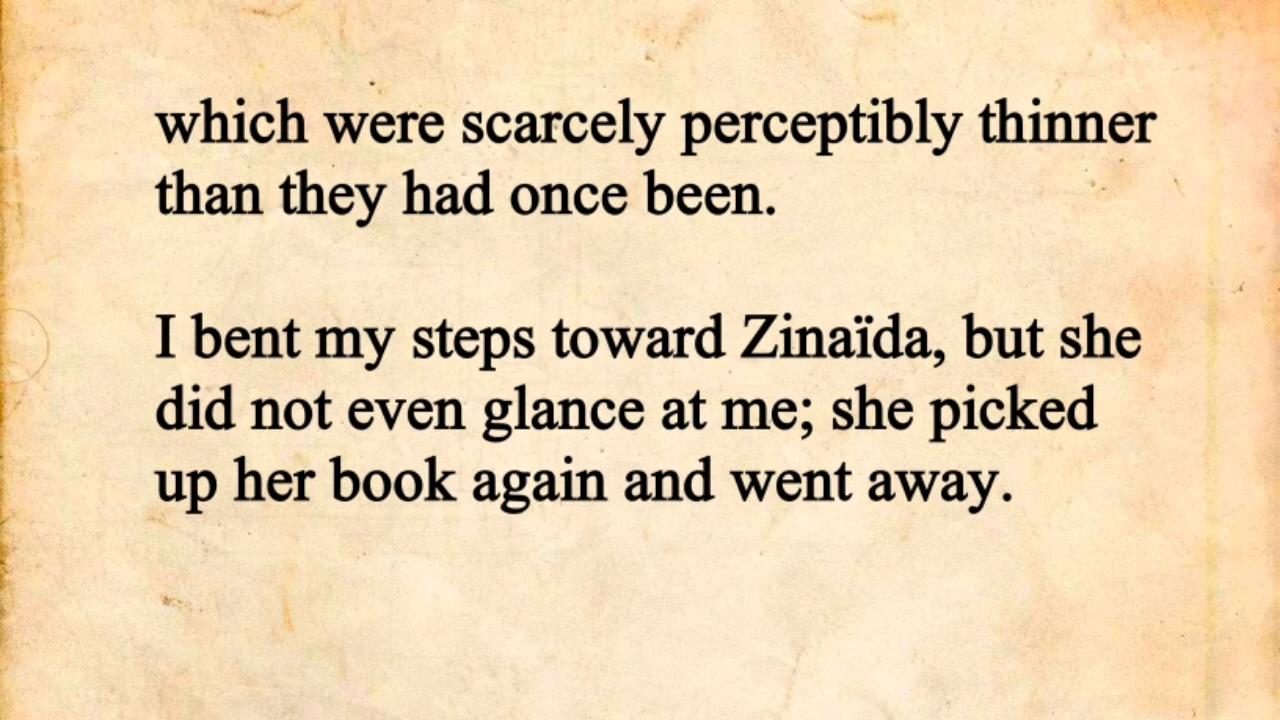 which were scarcely perceptibly thinner
than they had once been.
I bent my steps toward Zinaïda, but she
did not even glance at me; she picked
up her book again and went away.